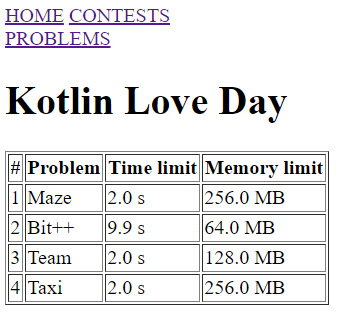 HOME CONTESTS
PROBLEMS
Kotlin Love Day
# Problem Time limit Memory limit
1 Maze 2.0 s 256.0 MB
2 Bit++ 9.9 s 64.0 MB
3 Team 2.0 s 128.0 MB
4 Taxi 2.0 s 256.0 MB